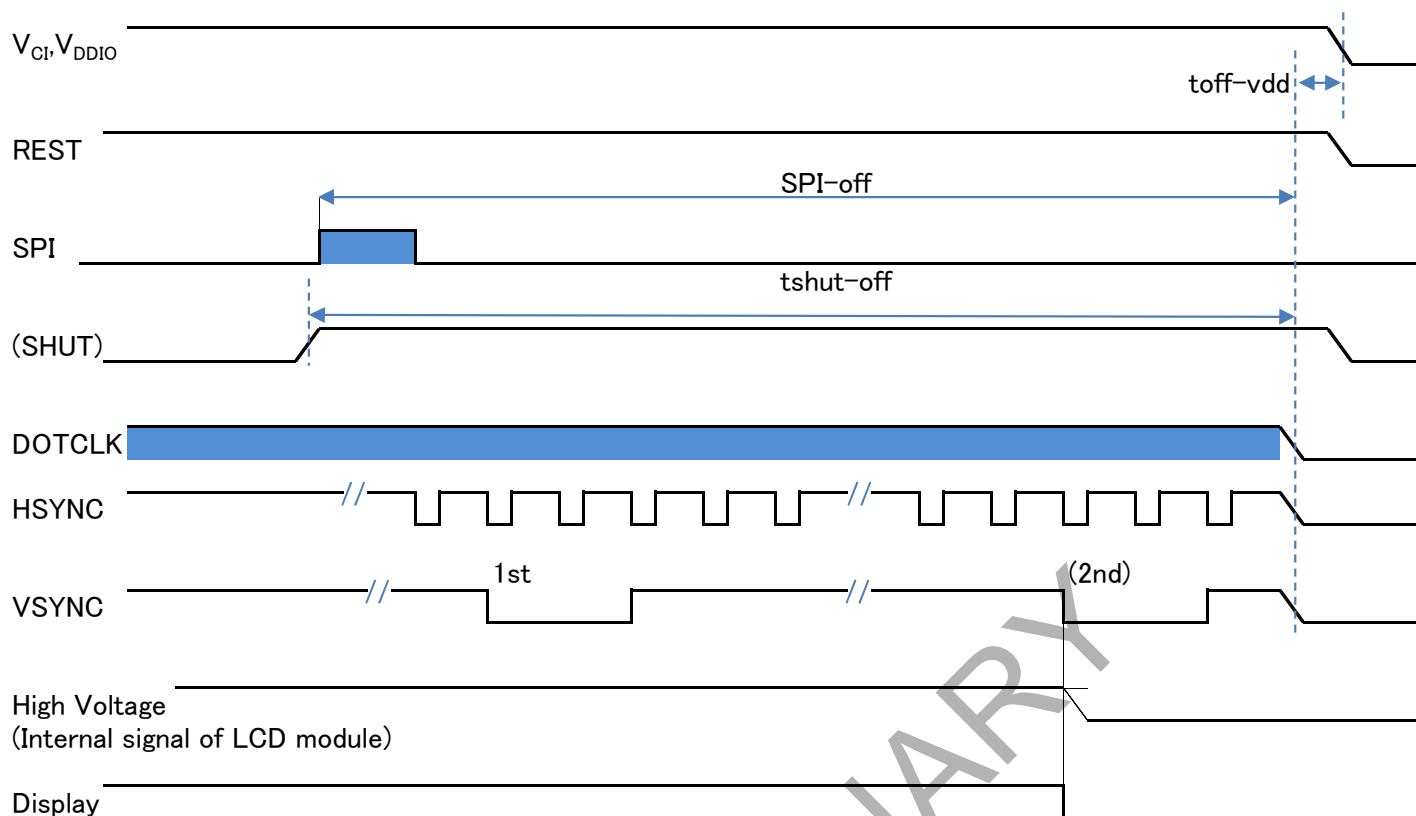 VCI,VDDIO
toff-vdd
REST
SPI-off
SPI
tshut-off
(SHUT)
DOTCLK
HSYNC
1st
(2nd)
VSYNC
High Voltage
(Internal signal of LCD module)
Display